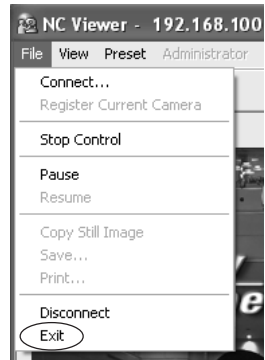 NC Viewer - 192.168.100
File View Preset Administrator
Connect...
Register Current Camera
Stop Control
Pause
Resume
Copy Still Image
Save...
Print...
Disconnect
Exit
e